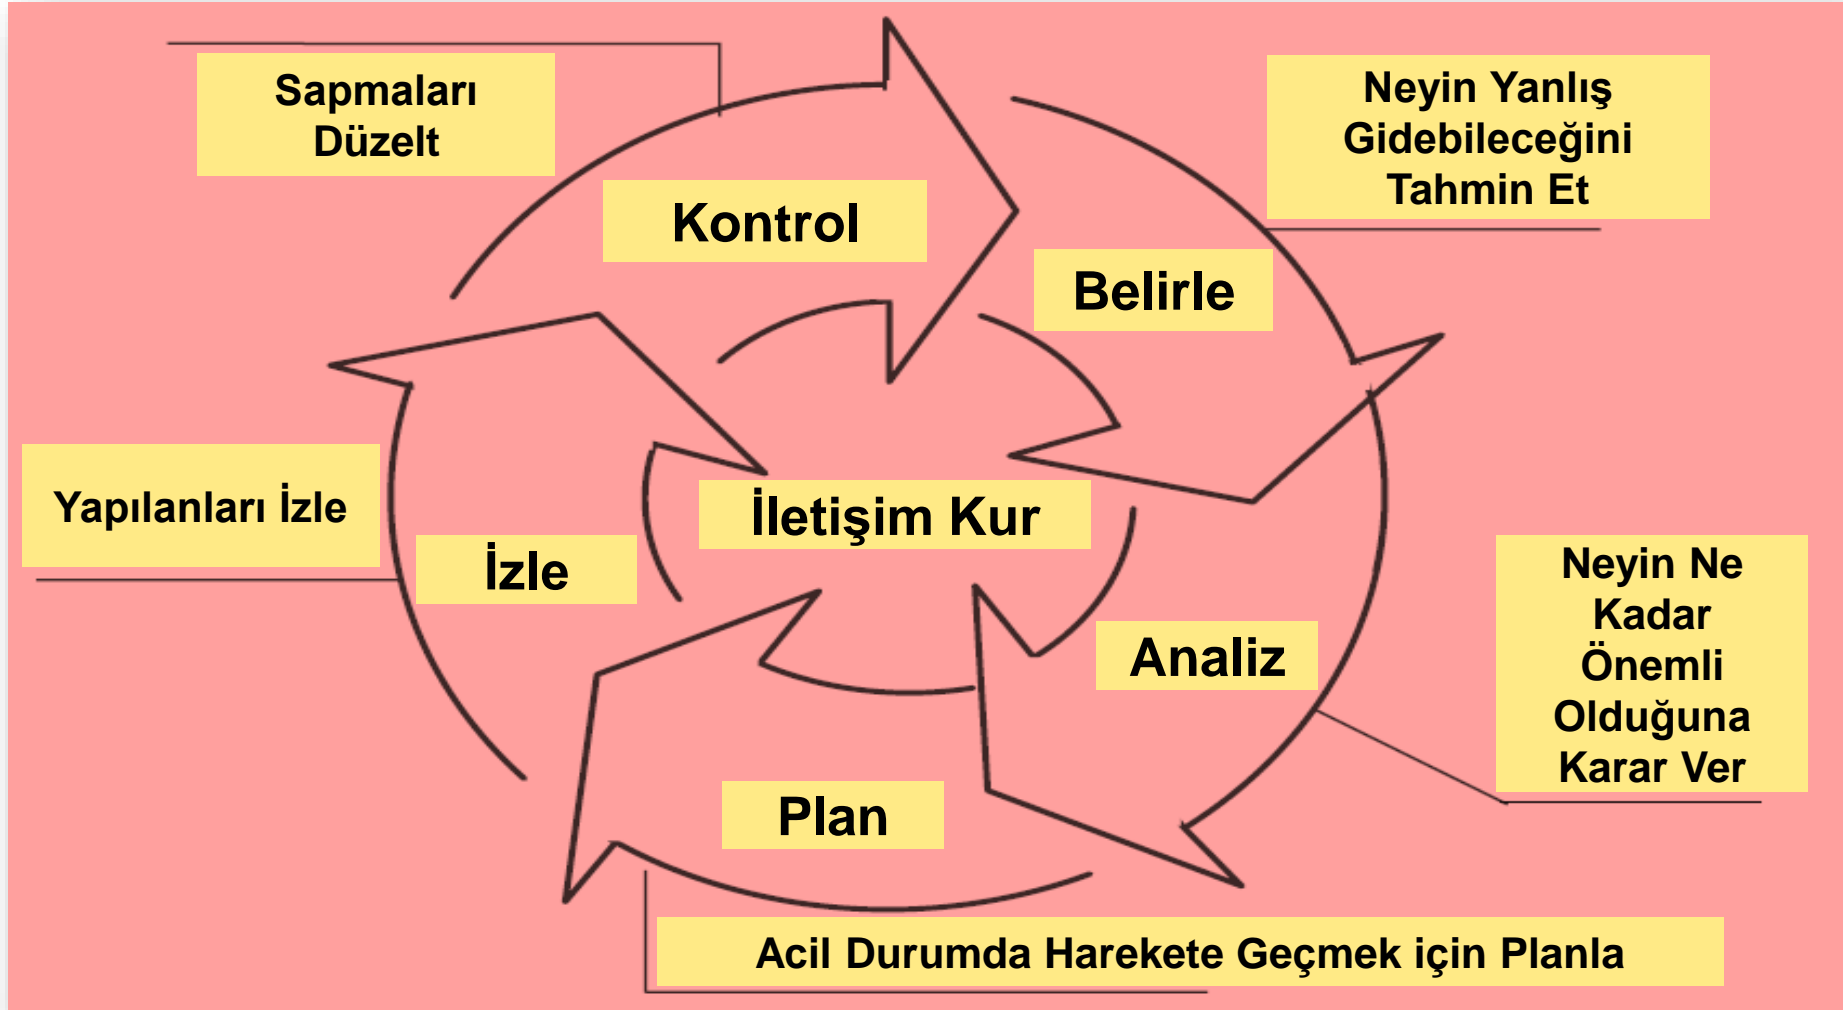 Sapmaları
Düzelt
Neyin Yanlış
Gidebileceğini
Tahmin Et
Kontrol
Belirle
Yapılanları İzle
İletişim Kur
İzle
Neyin Ne
Kadar
Önemli
Olduğuna
Karar Ver
Analiz
Plan
Acil Durumda Harekete Geçmek için Planla